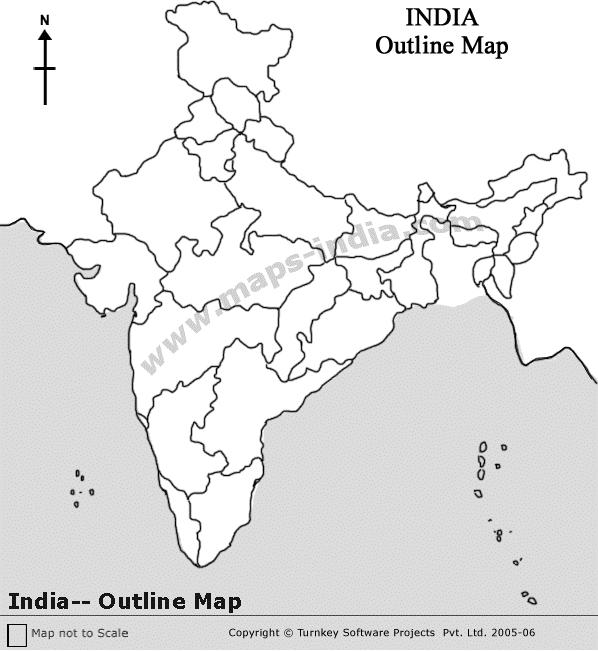 INDIA
Outline Map
N
www.maps-india.com
India-- Outline Map
Map not to Scale
Copyright © Turnkey Software Projects Pvt. Ltd. 2005-06